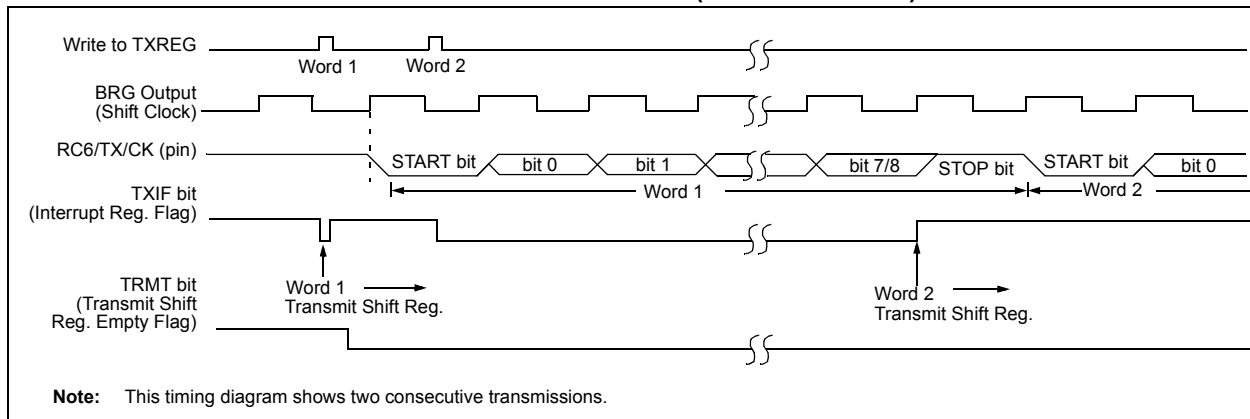 Write to TXREG
Word 1
Word 2
BRG Output
(Shift Clock)
RC6/TX/CK (pin)
START bit
bit 0
bit 1
bit 7/8
STOP bit
START bit
bit 0
Word 1
Word 2
TXIF bit
(Interrupt Reg. Flag)
Word 1
Transmit Shift Reg.
Word 2
Transmit Shift Reg.
TRMT bit
(Transmit Shift
Reg. Empty Flag)
Note: This timing diagram shows two consecutive transmissions.